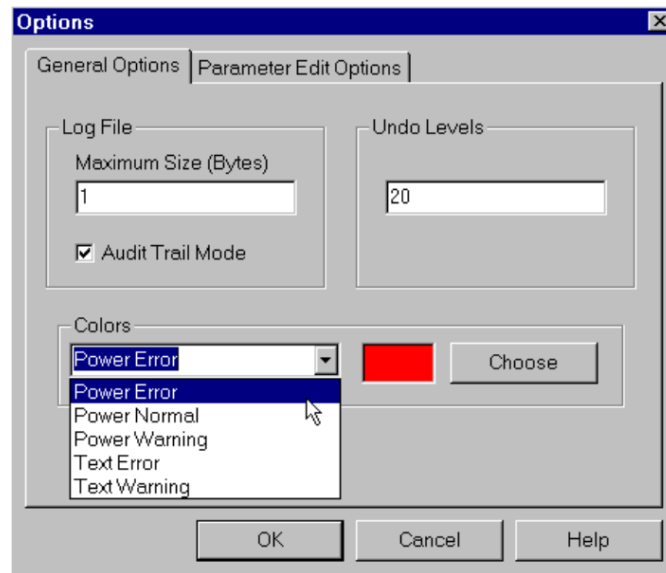 Options
General Options
Parameter Edit Options
Log File
Maximum Size (Bytes)
1
Audit Trail Mode
Undo Levels
20
Colors
Power Error
Choose
Power Error
Power Normal
Power Warning
Text Error
Text Warning
OK
Cancel
Help